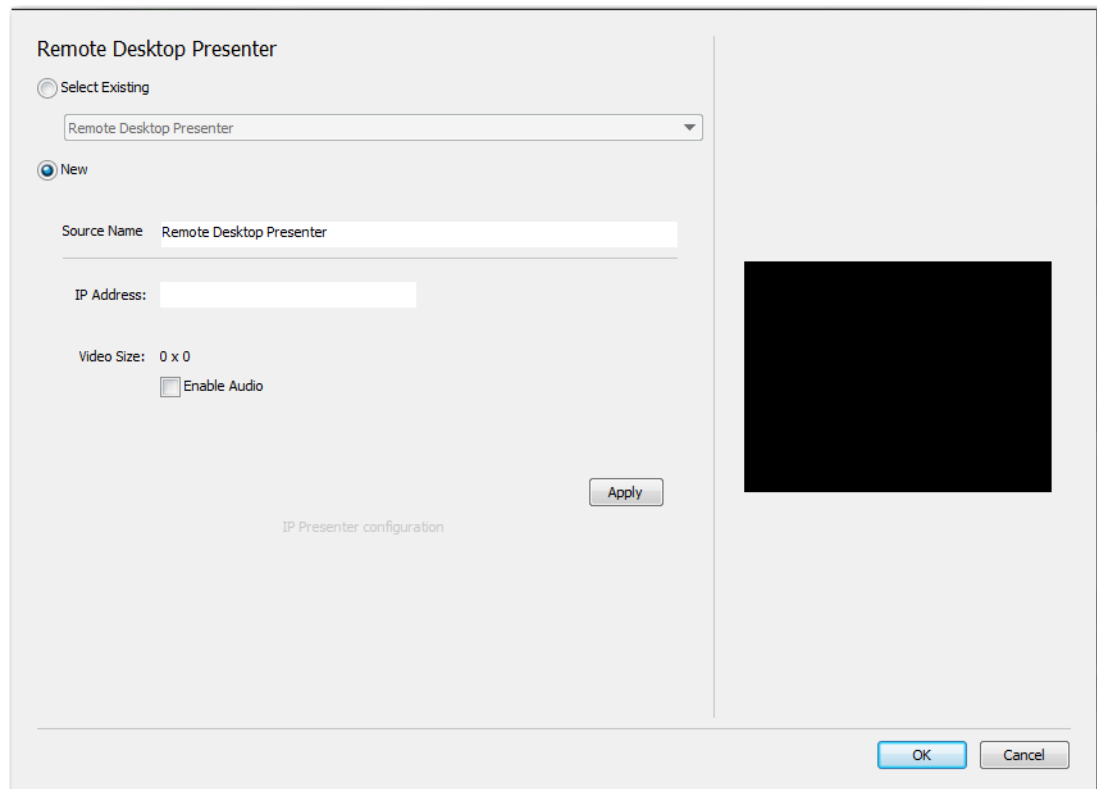 Remote Desktop Presenter
Select Existing
Remote Desktop Presenter
New
Source Name Remote Desktop Presenter
IP Address:
Video Size: 0 x 0
Enable Audio
Apply
IP Presenter configuration
OK Cancel